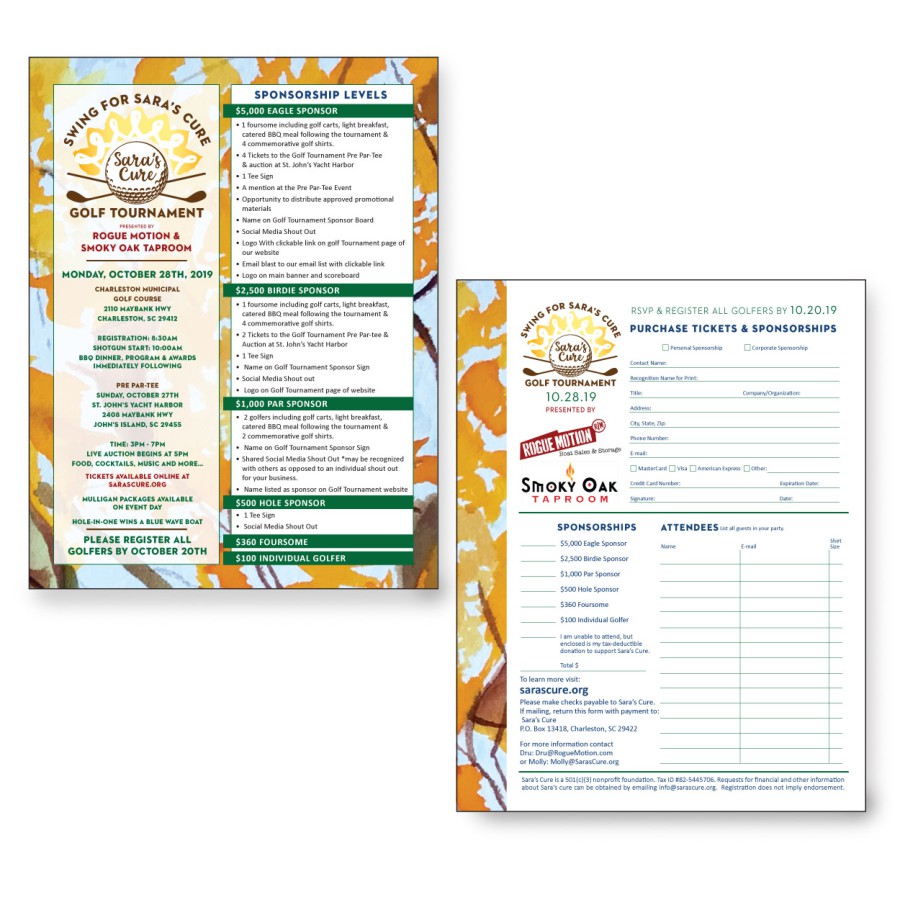 SWING FOR SARA'S CURE
Sara's
Cure
GOLF TOURNAMENT
PRESENTED BY
ROGUE MOTION &
SMOKY OAK TAPROOM
MONDAY, OCTOBER 28TH, 2019
CHARLESTON MUNICIPAL
GOLF COURSE
2110 MAYBANK HWY
CHARLESTON, SC 29412
REGISTRATION: 8:30AM
SHOTGUN START: 10:00AM
BBQ DINNER, PROGRAM & AWARDS
IMMEDIATELY FOLLOWING
PRE PAR-TEE
SUNDAY, OCTOBER 27TH
ST. JOHN'S YACHT HARBOR
2408 MAYBANK HWY
JOHN'S ISLAND, SC 29455
TIME: 3PM - 7PM
LIVE AUCTION BEGINS AT 5PM
FOOD, COCKTAILS, MUSIC AND MORE...
TICKETS AVAILABLE ONLINE AT
SARASCURE.ORG
MULLIGAN PACKAGES AVAILABLE
ON EVENT DAY
HOLE-IN-ONE WINS A BLUE WAVE BOAT
PLEASE REGISTER ALL
GOLFERS BY OCTOBER 20TH
SPONSORSHIP LEVELS
$5,000 EAGLE SPONSOR
• 1 foursome including golf carts, light breakfast,
catered BBQ meal following the tournament &
4 commemorative golf shirts.
• 4 Tickets to the Golf Tournament Pre Par-Tee
& auction at St. John's Yacht Harbor
• 1 Tee Sign
• A mention at the Pre Par-Tee Event
• Opportunity to distribute approved promotional
materials
• Name on Golf Tournament Sponsor Board
• Social Media Shout Out
• Logo With clickable link on golf Tournament page of
our website
• Email blast to our email list with clickable link
• Logo on main banner and scoreboard
$2,500 BIRDIE SPONSOR
• 1 foursome including golf carts, light breakfast,
catered BBQ meal following the tournament &
4 commemorative golf shirts.
• 2 Tickets to the Golf Tournament Pre Par-tee &
Auction at St. John's Yacht Harbor
• 1 Tee Sign
• Name on Golf Tournament Sponsor Sign
• Social Media Shout out
• Logo on Golf Tournament page of website
$1,000 PAR SPONSOR
• 2 golfers including golf carts, light breakfast,
catered BBQ meal following the tournament &
2 commemorative golf shirts.
• Name on Golf Tournament Sponsor Sign
• Shared Social Media Shout Out *may be recognized
with others as opposed to an individual shout out
for your business.
• Name listed as sponsor on Golf Tournament website
$500 HOLE SPONSOR
• 1 Tee Sign
• Social Media Shout Out
$360 FOURSOME
$100 INDIVIDUAL GOLFER
SWING FOR SARA'S CURE
Sara's
Cure
GOLF TOURNAMENT
10.28.19
PRESENTED BY
ROGUE MOTION RM
Boat Sales & Storage
SMOKY OAK
TAPROOM
RSVP & REGISTER ALL GOLFERS BY 10.20.19
PURCHASE TICKETS & SPONSORSHIPS
Personal Sponsorship Corporate Sponsorship
Contact Name:
Recognition Name for Print:
Title: Company/Organization:
Address:
City, State, Zip:
Phone Number:
E-mail:
MasterCard Visa American Express Other:
Credit Card Number: Expiration Date:
Signature: Date:
SPONSORSHIPS
$5,000 Eagle Sponsor
$2,500 Birdie Sponsor
$1,000 Par Sponsor
$500 Hole Sponsor
$360 Foursome
$100 Individual Golfer
I am unable to attend, but
enclosed is my tax-deductible
donation to support Sara's Cure.
Total $
To learn more visit:
sarascure.org
Please make checks payable to Sara's Cure.
If mailing, return this form with payment to:
Sara's Cure
P.O. Box 13418, Charleston, SC 29422
For more information contact
Dru: Dru@RogueMotion.com
or Molly: Molly@SarasCure.org
ATTENDEES List all guests in your party.
Name E-mail Shirt
Size
Sara's Cure is a 501(c)(3) nonprofit foundation. Tax ID #82-5445706. Requests for financial and other information
about Sara's cure can be obtained by emailing info@sarascure.org. Registration does not imply endorsement.